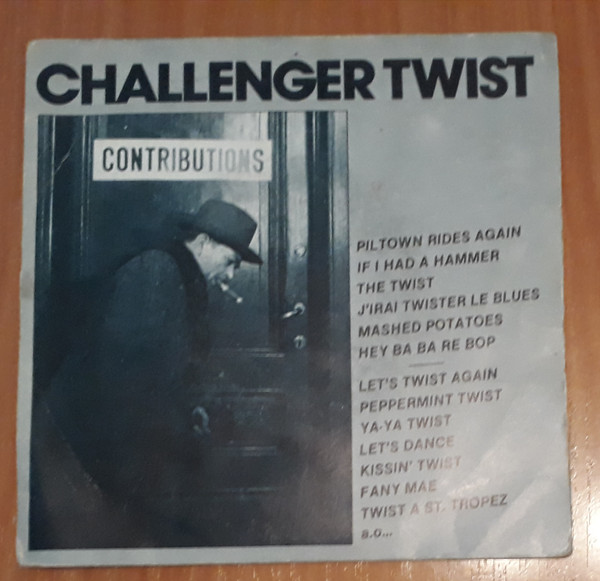 CHALLENGER TWIST
CONTRIBUTIONS
PILTOWN RIDES AGAIN
IF I HAD A HAMMER
THE TWIST
J'IRAI TWISTER LE BLUES
MASHED POTATOES
HEY BA BA RE BOP
LET'S TWIST AGAIN
PEPPERMINT TWIST
YA-YA TWIST
LET'S DANCE
KISSIN' TWIST
FANY MAE
TWIST A ST. TROPEZ
a.o...